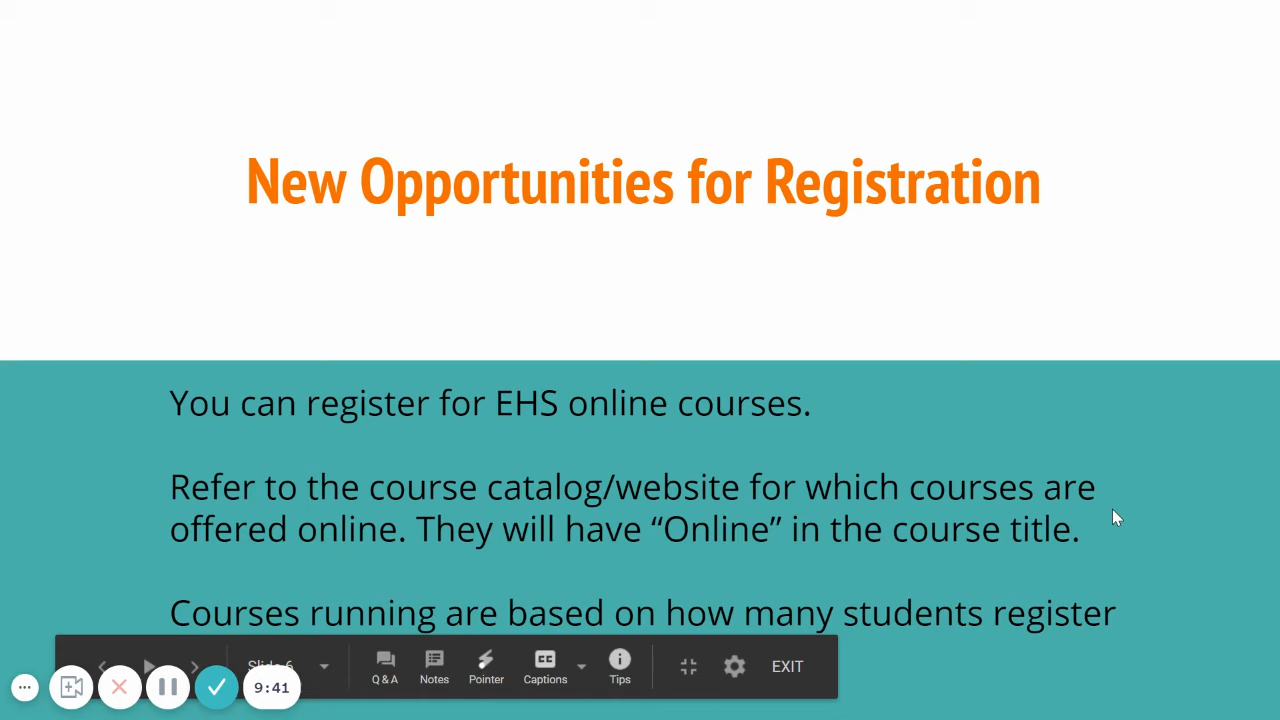 New Opportunities for Registration
You can register for EHS online courses.
Refer to the course catalog/website for which courses are
offered online. They will have “Online” in the course title.
Courses running are based on how many students register
Slide 6
Q & A
Notes
Pointer
Captions
Tips
EXIT
9:41